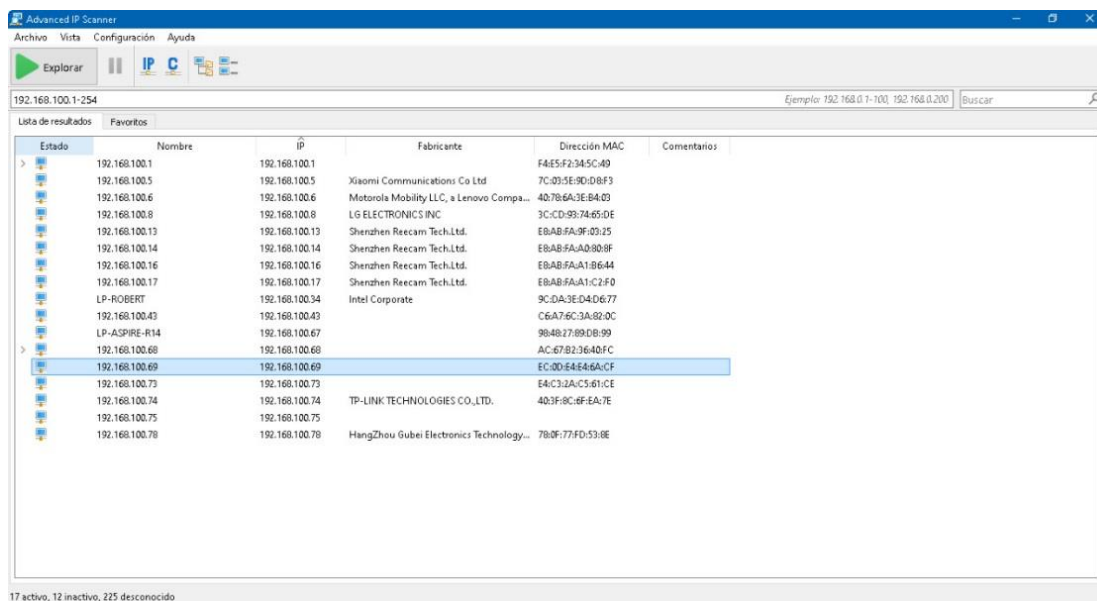 Advanced IP Scanner
Archivo Vista Configuración Ayuda
Explorar IP C
192.168.100.1-254 Ejemplo: 192.168.0.1-100, 192.168.0.200 Buscar
Lista de resultados Favoritos
Estado Nombre IP Fabricante Dirección MAC Comentarios
192.168.100.1 192.168.100.1 F4:E5:F2:34:5C:49
192.168.100.5 192.168.100.5 Xiaomi Communications Co Ltd 7C:03:5E:9D:D8:F3
192.168.100.6 192.168.100.6 Motorola Mobility LLC, a Lenovo Compa... 40:78:6A:3E:B4:03
192.168.100.8 192.168.100.8 LG ELECTRONICS INC 3C:CD:93:74:65:DE
192.168.100.13 192.168.100.13 Shenzhen Reecam Tech.Ltd. E8:AB:FA:9F:03:25
192.168.100.14 192.168.100.14 Shenzhen Reecam Tech.Ltd. E8:AB:FA:A0:80:8F
192.168.100.16 192.168.100.16 Shenzhen Reecam Tech.Ltd. E8:AB:FA:A1:B6:44
192.168.100.17 192.168.100.17 Shenzhen Reecam Tech.Ltd. E8:AB:FA:A1:C2:F0
LP-ROBERT 192.168.100.34 Intel Corporate 9C:DA:3E:D4:D6:77
192.168.100.43 192.168.100.43 C6:A7:6C:3A:82:0C
LP-ASPIRE-R14 192.168.100.67 98:48:27:89:DB:99
192.168.100.68 192.168.100.68 AC:67:B2:36:40:FC
192.168.100.69 192.168.100.69 EC:0D:E4:E4:6A:CF
192.168.100.73 192.168.100.73 E4:C3:2A:C5:61:CE
192.168.100.74 192.168.100.74 TP-LINK TECHNOLOGIES CO.,LTD. 40:3F:8C:6F:EA:7E
192.168.100.75 192.168.100.75
192.168.100.78 192.168.100.78 HangZhou Gubei Electronics Technology... 78:0F:77:FD:53:8E
17 activo, 12 inactivo, 225 desconocido